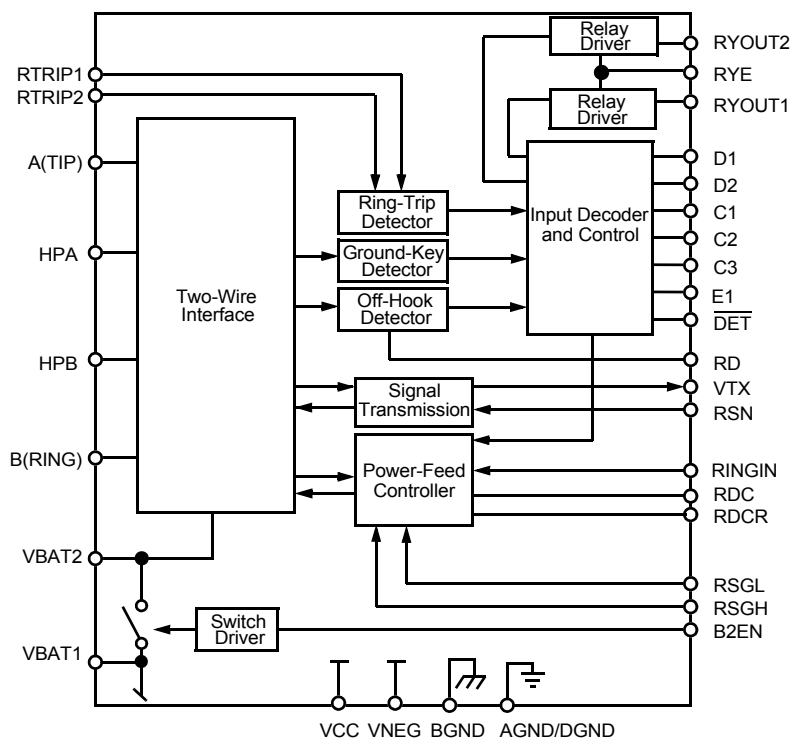 Relay
Driver
RYOUT2
RYE
Relay
Driver
RYOUT1
RTRIP1
RTRIP2
A(TIP)
HPA
HPB
B(RING)
VBAT2
VBAT1
Two-Wire
Interface
Ring-Trip
Detector
Ground-Key
Detector
Off-Hook
Detector
Input Decoder
and Control
Signal
Transmission
Power-Feed
Controller
Switch
Driver
D1
D2
C1
C2
C3
E1
DET
RD
VTX
RSN
RINGIN
RDC
RDCR
RSGL
RSGH
B2EN
VCC VNEG BGND AGND/DGND